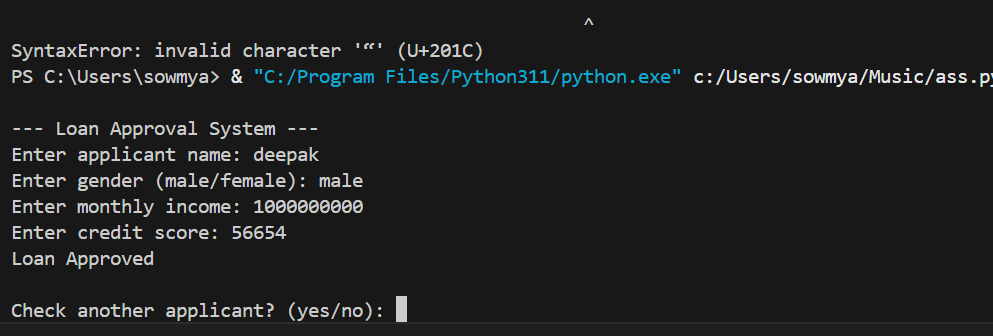 ^
SyntaxError: invalid character '“' (U+201C)
PS C:\Users\sowmya> & "C:/Program Files/Python311/python.exe" c:/Users/sowmya/Music/ass.py
--- Loan Approval System ---
Enter applicant name: deepak
Enter gender (male/female): male
Enter monthly income: 1000000000
Enter credit score: 56654
Loan Approved
Check another applicant? (yes/no):